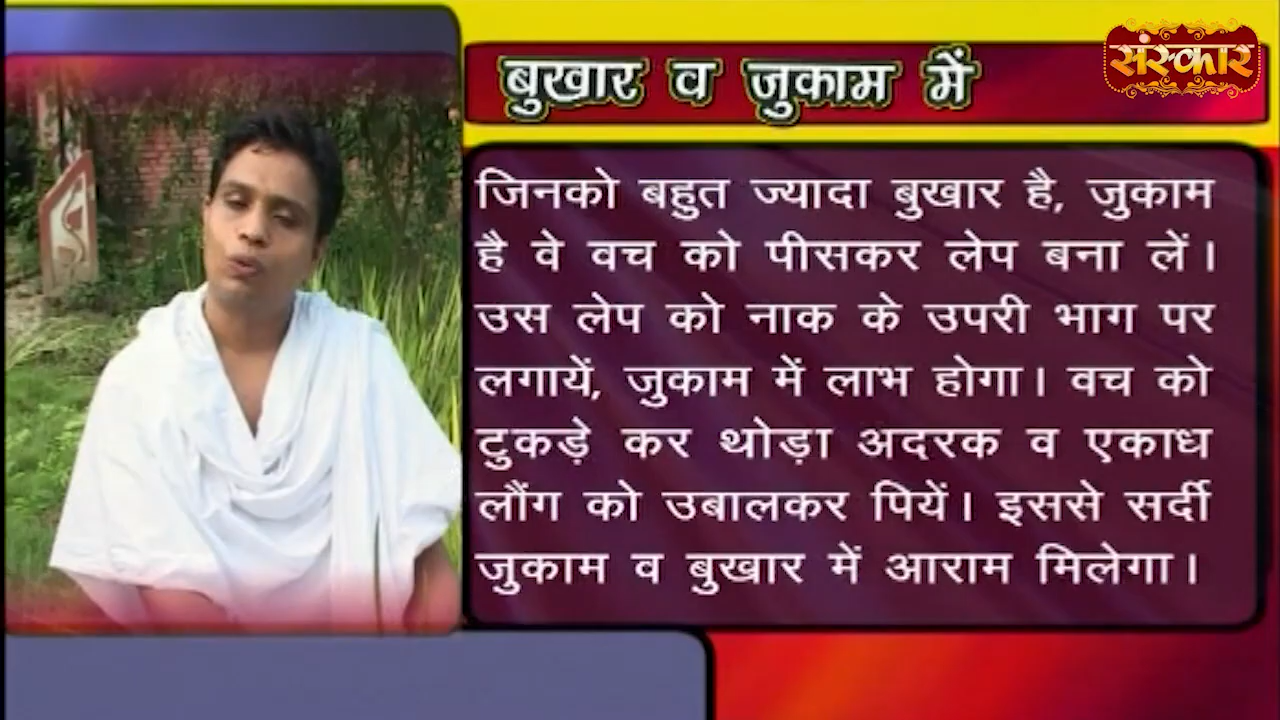 संस्कार
बुखार व जुकाम में
जिनको बहुत ज्यादा बुखार है, जुकाम
है वे वच को पीसकर लेप बना लें।
उस लेप को नाक के उपरी भाग पर
लगायें, जुकाम में लाभ होगा। वच को
टुकड़े कर थोड़ा अदरक व एकाध
लौंग को उबालकर पियें। इससे सर्दी
जुकाम व बुखार में आराम मिलेगा।